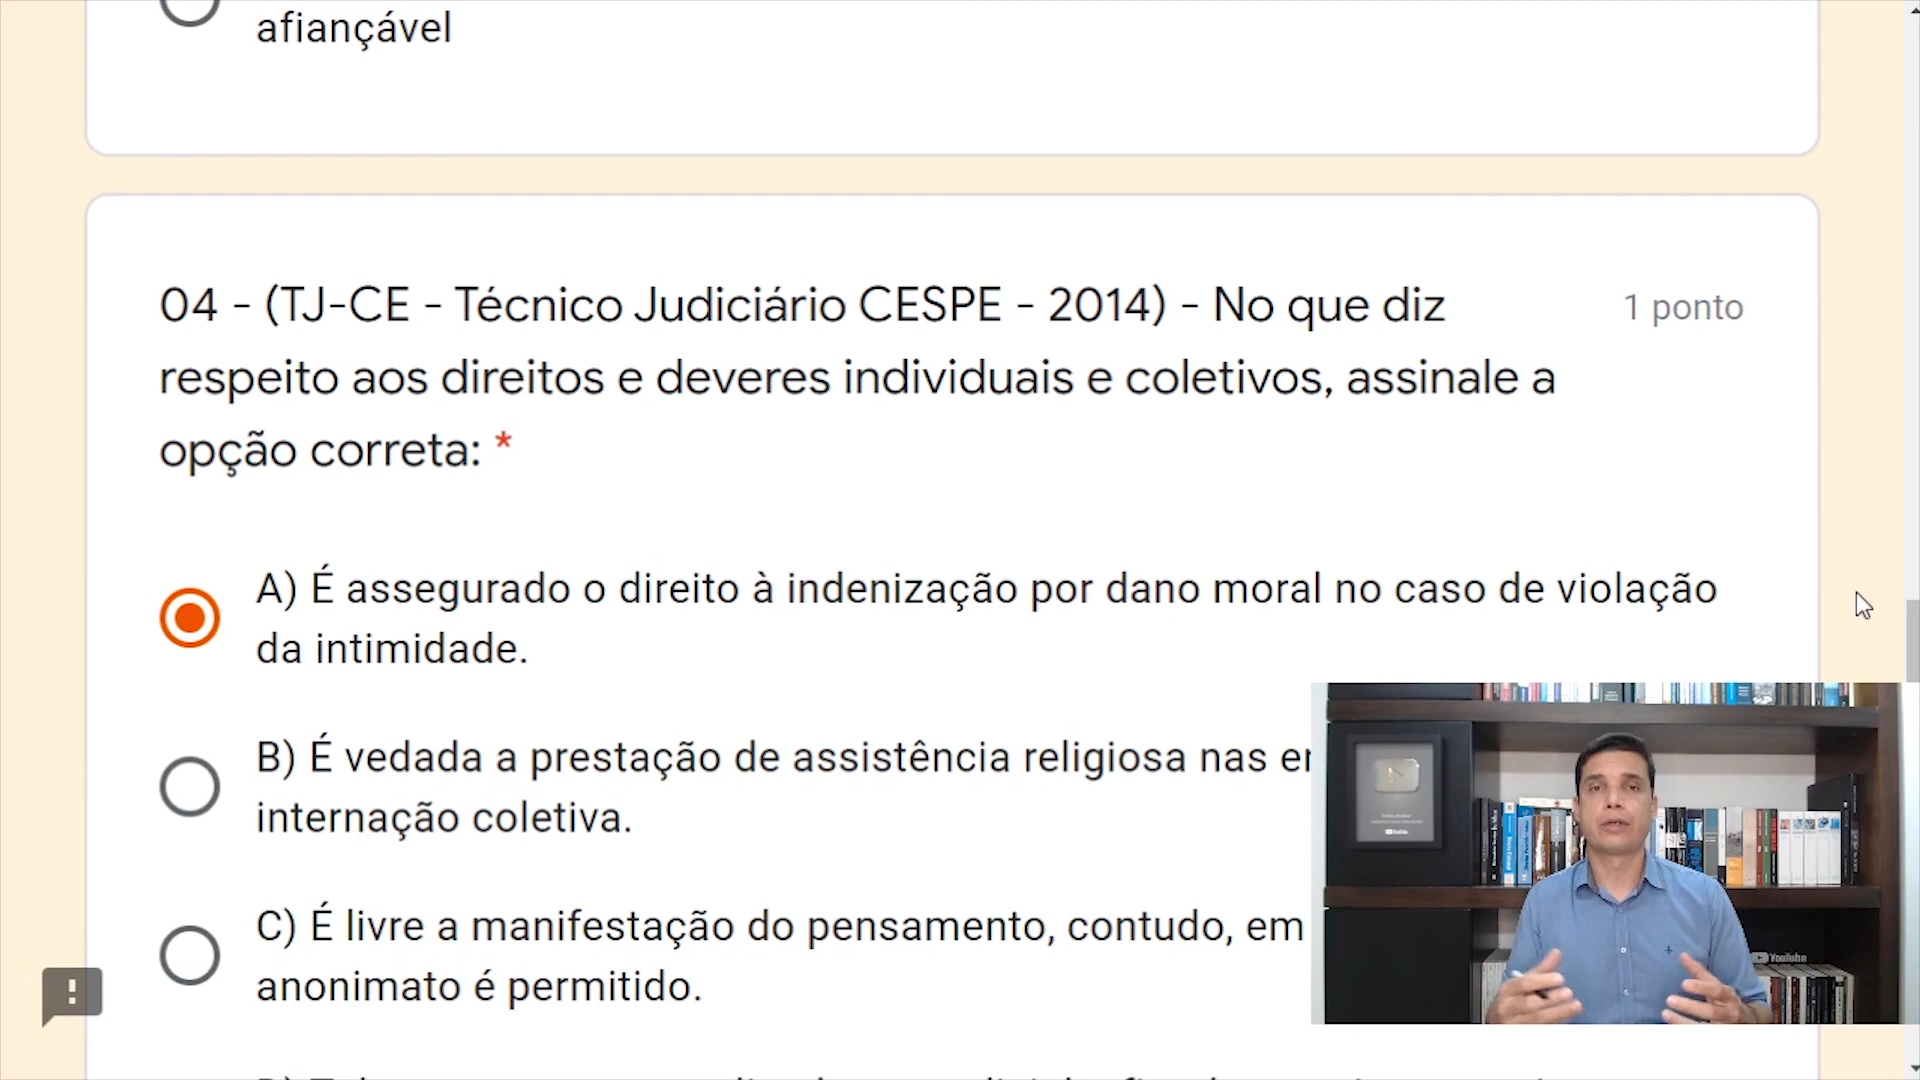 afiançável
04 - (TJ-CE - Técnico Judiciário CESPE - 2014) - No que diz
1 ponto
respeito aos direitos e deveres individuais e coletivos, assinale a
opção correta: *
A) É assegurado o direito à indenização por dano moral no caso de violação
da intimidade.
B) É vedada a prestação de assistência religiosa nas
internação coletiva.
C) É livre a manifestação do pensamento, contudo, em
anonimato é permitido.
YouTube